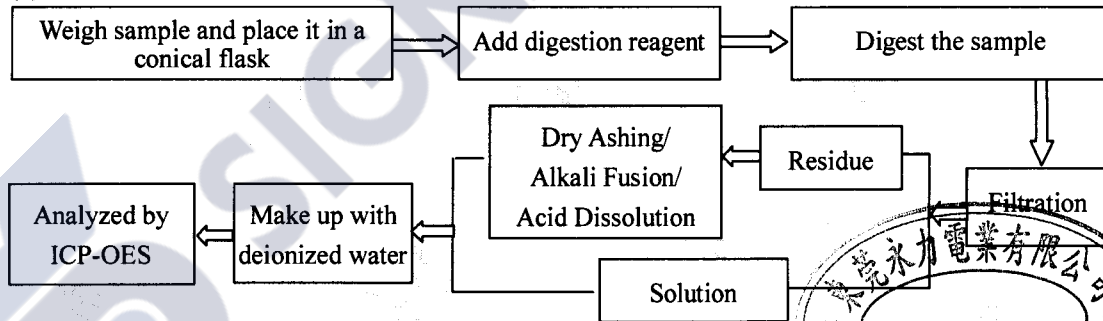 Weigh sample and place it in a
conical flask
Add digestion reagent
Digest the sample
Filtration
Residue
Dry Ashing/
Alkali Fusion/
Acid Dissolution
Solution
Make up with
deionized water
Analyzed by
ICP-OES
莞永力電業有限公
SIGN